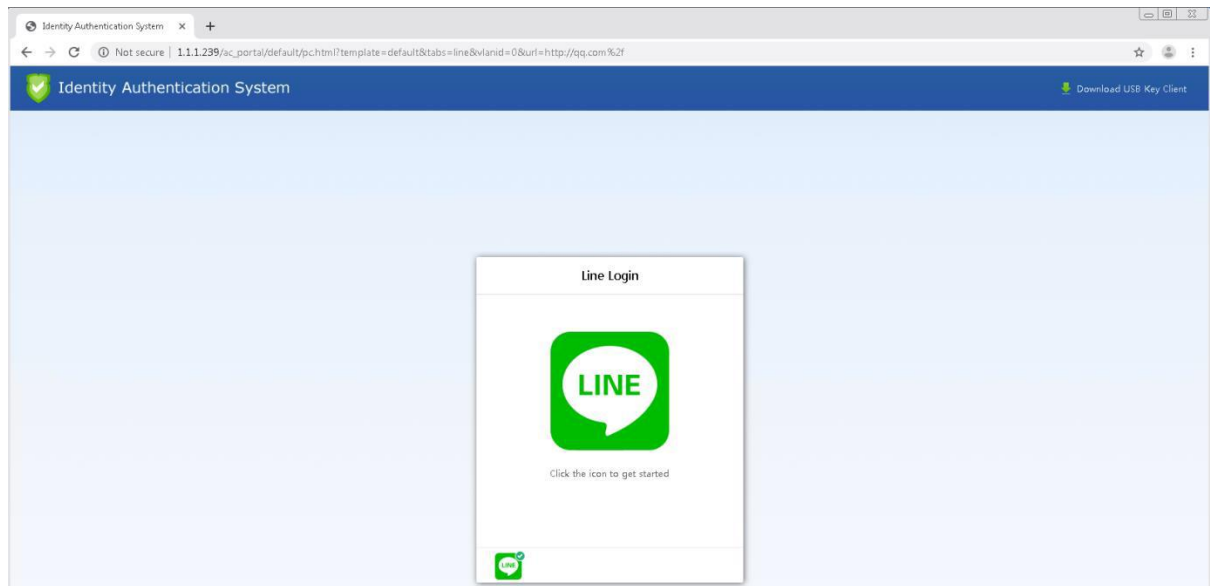 Identity Authentication System
Not secure | 1.1.1.239/ac_portal/default/pc.html?template=default&tabs=line&vlanid=0&url=http://qq.com%2f
Identity Authentication System
Download USB Key Client
Line Login
LINE
Click the icon to get started
LINE